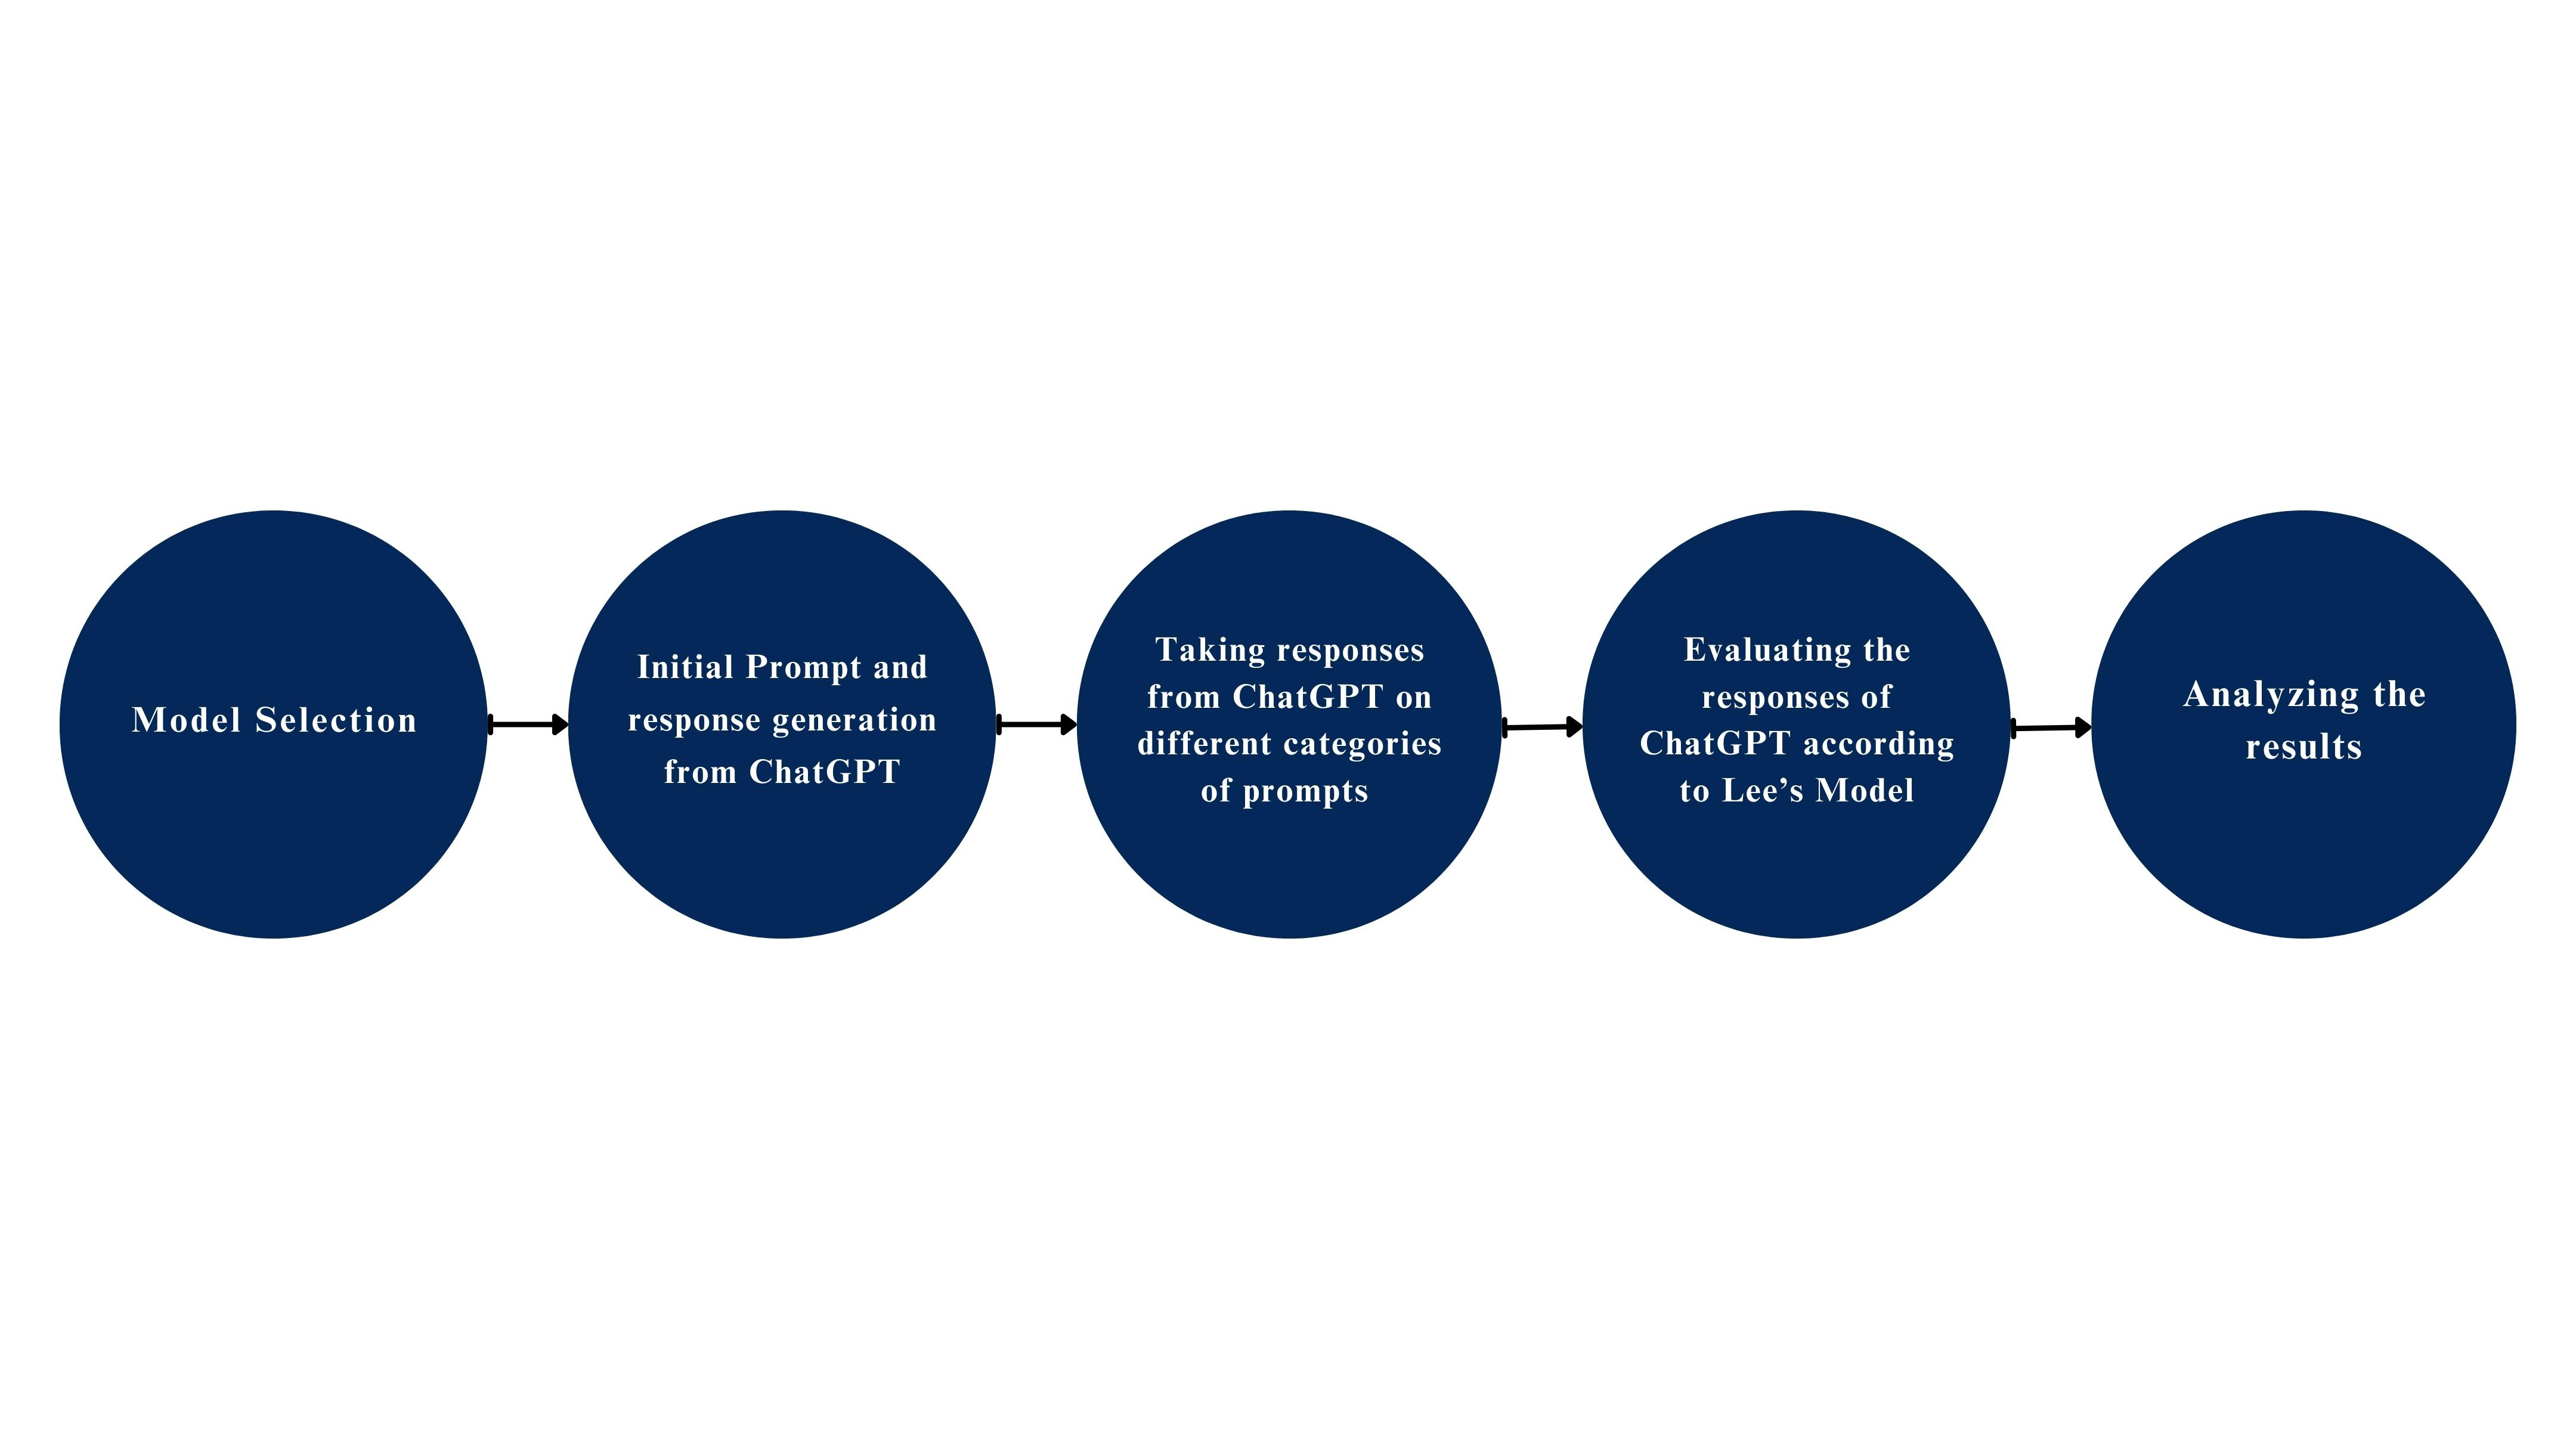 Model Selection
Initial Prompt and
response generation
from ChatGPT
Taking responses
from ChatGPT on
different categories
of prompts
Evaluating the
responses of
ChatGPT according
to Lee’s Model
Analyzing the
results